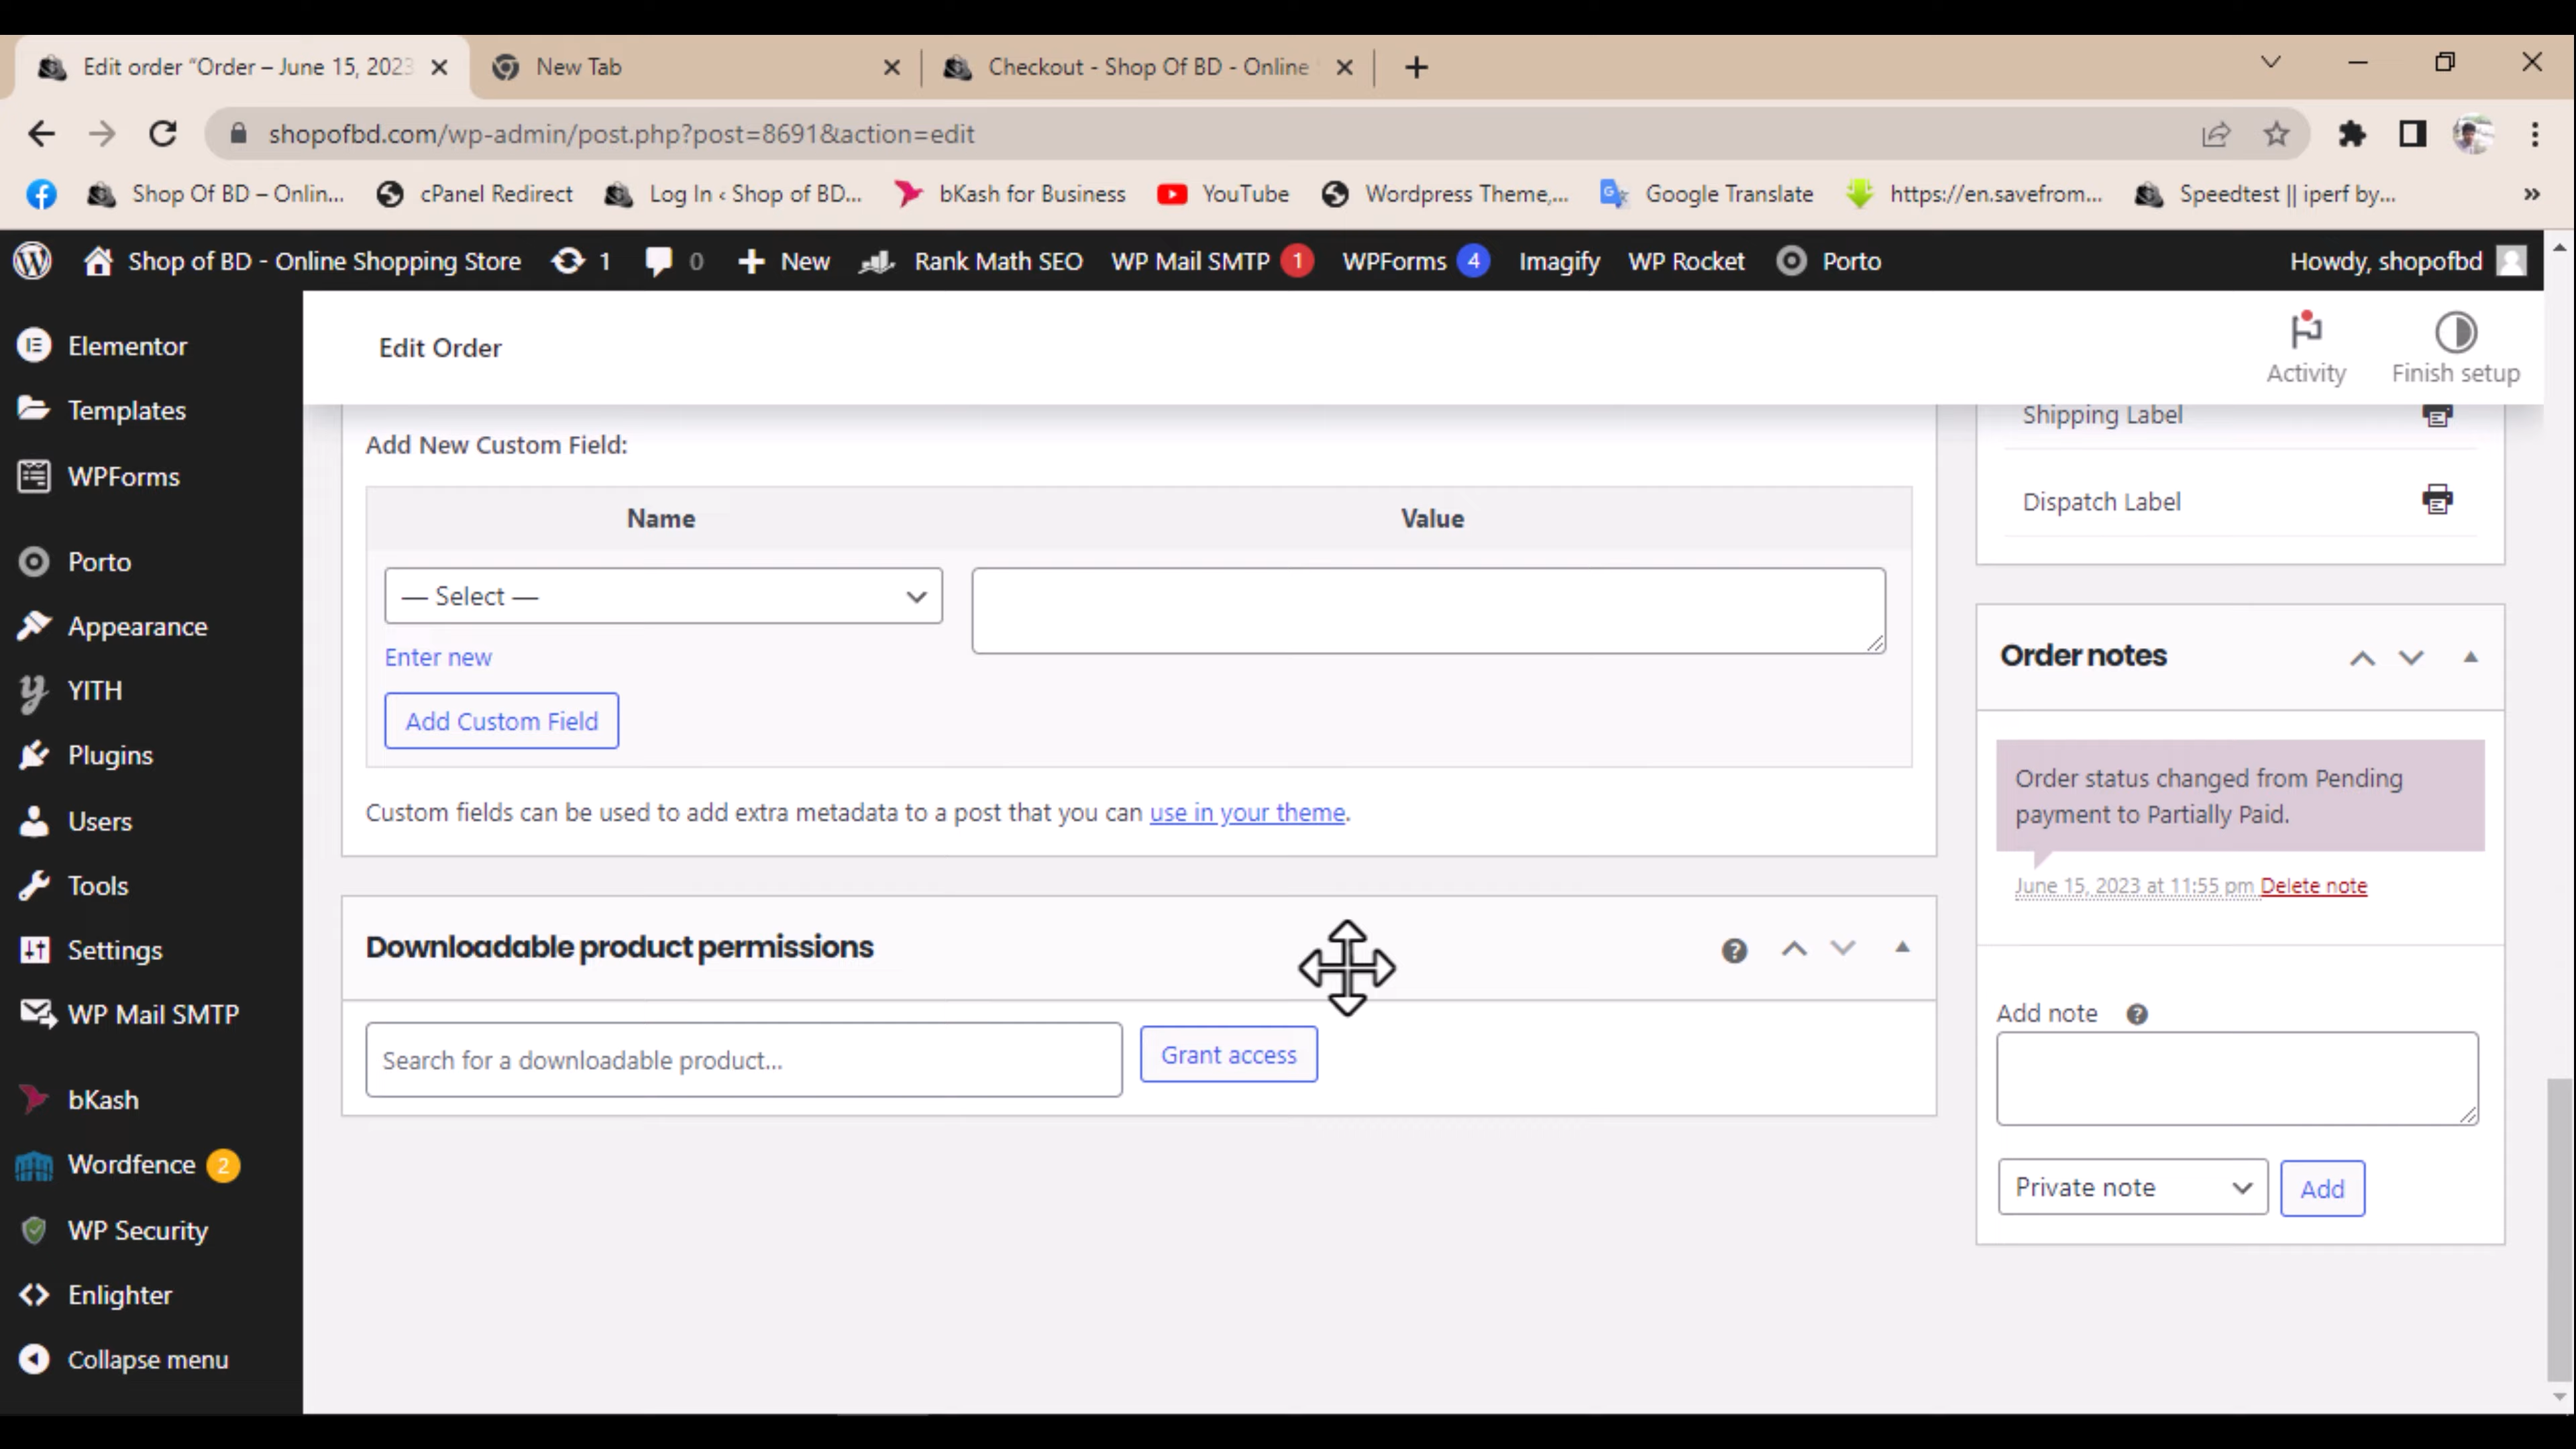 Edit order “Order – June 15, 2023
New Tab
Checkout - Shop Of BD - Online
shopofbd.com/wp-admin/post.php?post=8691&action=edit
Shop Of BD – Onlin...
cPanel Redirect
Log In ‹ Shop of BD...
bKash for Business
YouTube
Wordpress Theme,...
Google Translate
https://en.savefrom...
Speedtest || iperf by...
»
Shop of BD - Online Shopping Store
1
0
New
Rank Math SEO
WP Mail SMTP 1
WPForms 4
Imagify
WP Rocket
Porto
Howdy, shopofbd
Elementor
Templates
WPForms
Porto
Appearance
YITH
Plugins
Users
Tools
Settings
WP Mail SMTP
bKash
Wordfence 2
WP Security
Enlighter
Collapse menu
Edit Order
Activity
Finish setup
Add New Custom Field:
Name
Value
— Select —
Enter new
Add Custom Field
Custom fields can be used to add extra metadata to a post that you can use in your theme.
Downloadable product permissions
Search for a downloadable product...
Grant access
Shipping Label
Dispatch Label
Order notes
Order status changed from Pending
payment to Partially Paid.
June 15, 2023 at 11:55 pm Delete note
Add note
Private note
Add